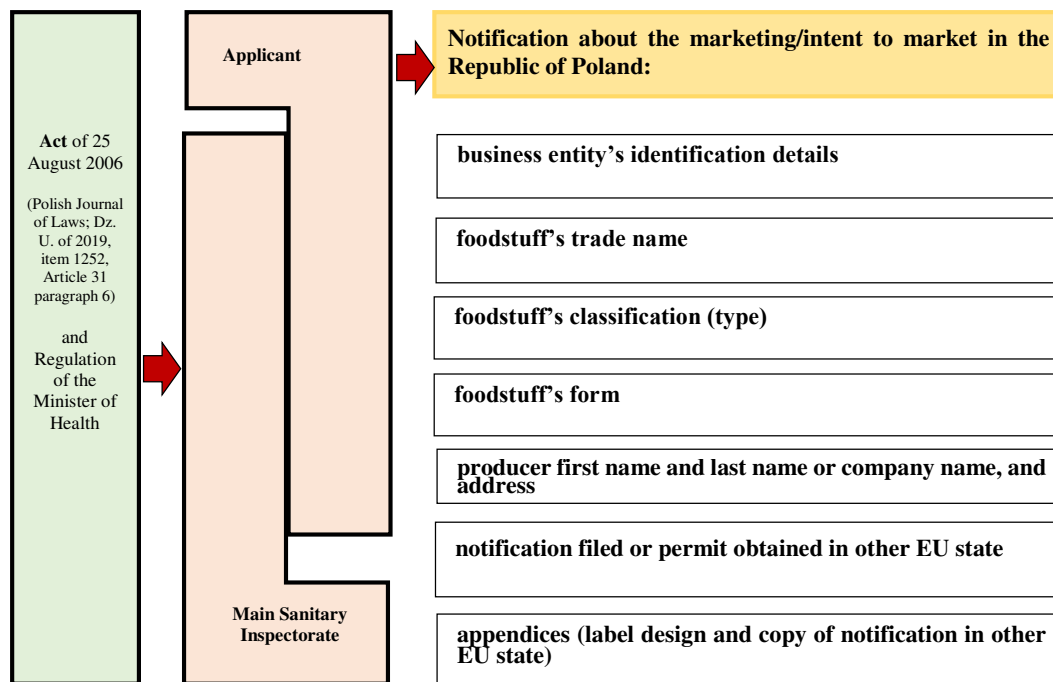 Act of 25
August 2006
(Polish Journal
of Laws; Dz.
U. of 2019,
item 1252,
Article 31
paragraph 6)
and
Regulation
of the
Minister of
Health
Applicant
Main Sanitary
Inspectorate
Notification about the marketing/intent to market in the
Republic of Poland:
business entity’s identification details
foodstuff’s trade name
foodstuff’s classification (type)
foodstuff’s form
producer first name and last name or company name, and
address
notification filed or permit obtained in other EU state
appendices (label design and copy of notification in other
EU state)